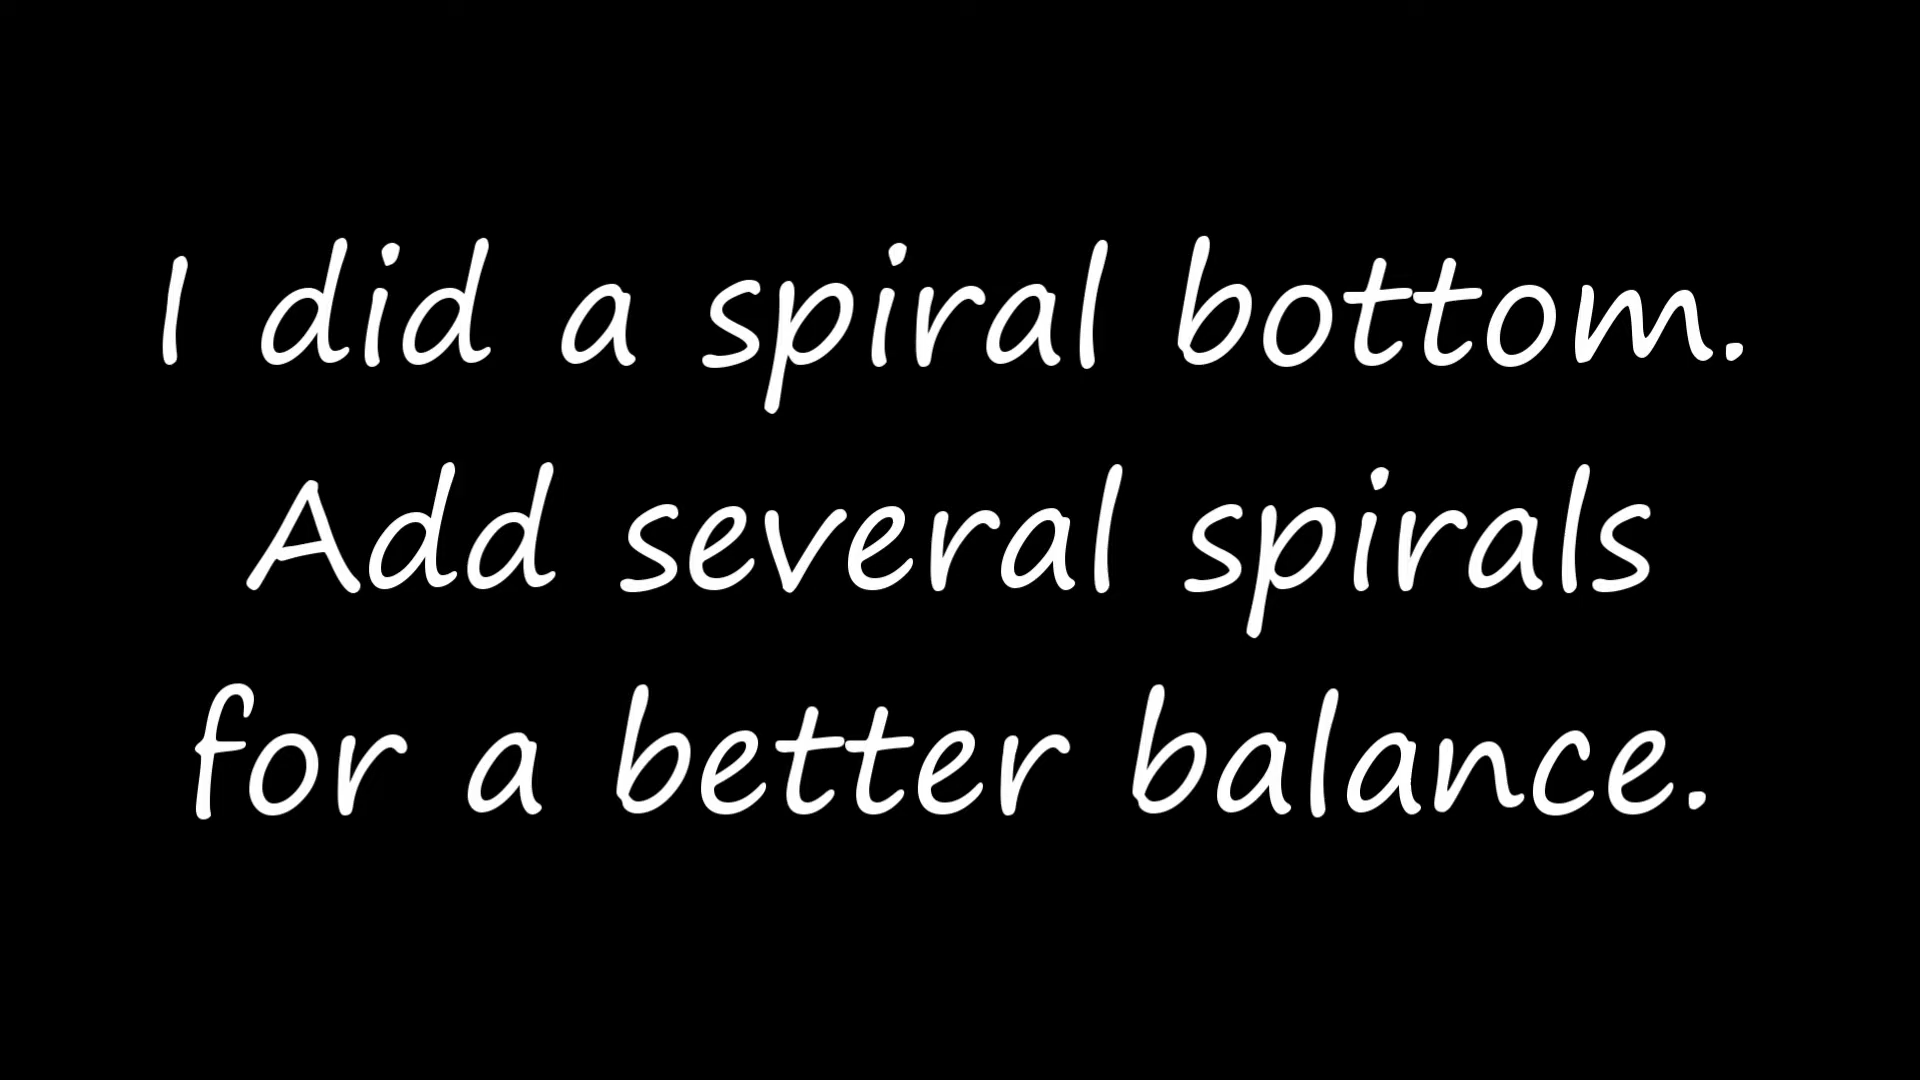 I did a spiral bottom.
Add several spirals
for a better balance.